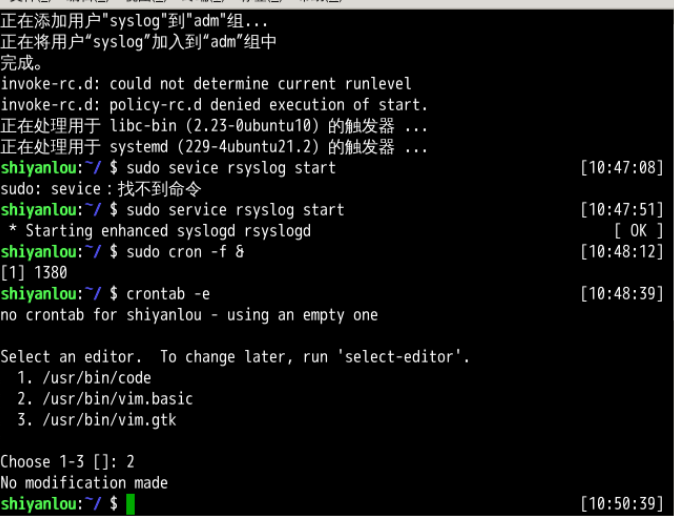 正在添加用户"syslog"到"adm"组...
正在将用户“syslog”加入到“adm”组中
完成。
invoke-rc.d: could not determine current runlevel
invoke-rc.d: policy-rc.d denied execution of start.
正在处理用于 libc-bin (2.23-0ubuntu10) 的触发器 ...
正在处理用于 systemd (229-4ubuntu21.2) 的触发器 ...
shiyanlou:~/ $ sudo sevice rsyslog start [10:47:08]
sudo: sevice：找不到命令
shiyanlou:~/ $ sudo service rsyslog start [10:47:51]
 * Starting enhanced syslogd rsyslogd [ OK ]
shiyanlou:~/ $ sudo cron -f & [10:48:12]
[1] 1380
shiyanlou:~/ $ crontab -e [10:48:39]
no crontab for shiyanlou - using an empty one
Select an editor.  To change later, run 'select-editor'.
  1. /usr/bin/code
  2. /usr/bin/vim.basic
  3. /usr/bin/vim.gtk
Choose 1-3 []: 2
No modification made
shiyanlou:~/ $ [10:50:39]